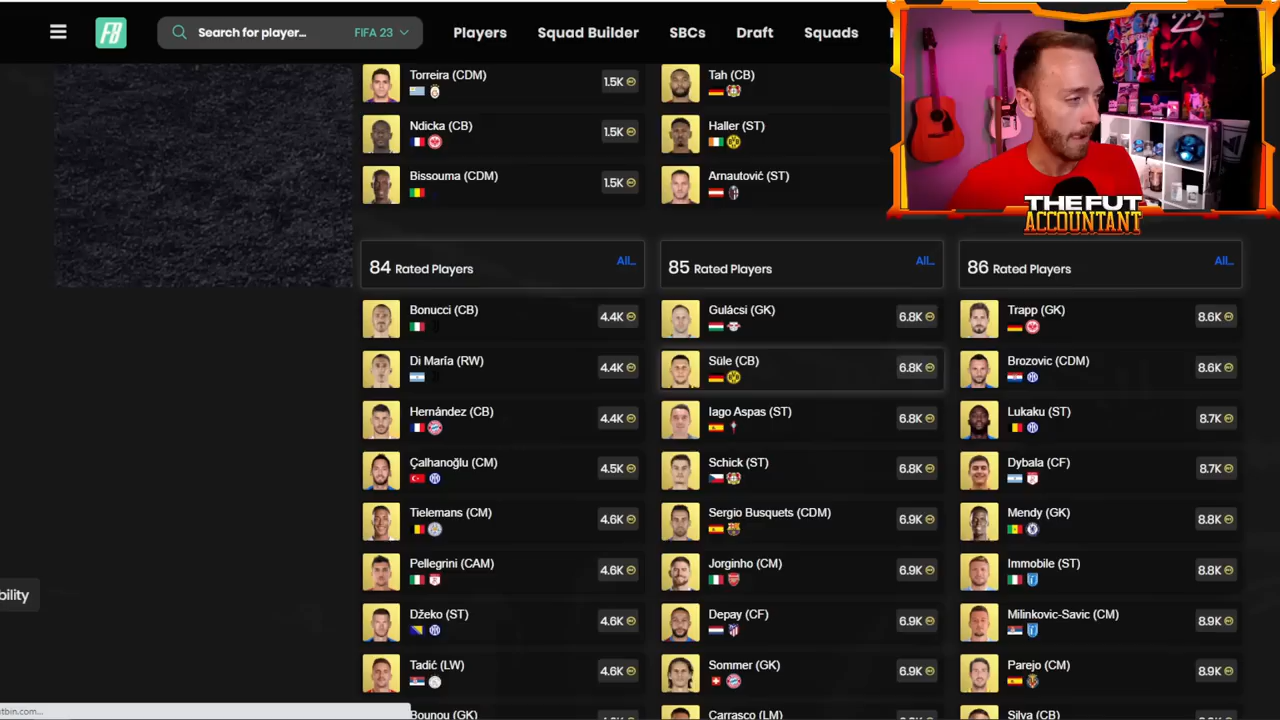 FB
Search for player...
FIFA 23
Players
Squad Builder
SBCs
Draft
Squads
Torreira (CDM)
1.5K
Tah (CB)
Ndicka (CB)
1.5K
Haller (ST)
Bissouma (CDM)
1.5K
Arnautović (ST)
THE FUT
ACCOUNTANT
84 Rated Players
All...
85 Rated Players
All...
86 Rated Players
All...
Bonucci (CB)
4.4K
Gulácsi (GK)
6.8K
Trapp (GK)
8.6K
Di María (RW)
4.4K
Süle (CB)
6.8K
Brozovic (CDM)
8.6K
Hernández (CB)
4.4K
Iago Aspas (ST)
6.8K
Lukaku (ST)
8.7K
Çalhanoğlu (CM)
4.5K
Schick (ST)
6.8K
Dybala (CF)
8.7K
Tielemans (CM)
4.6K
Sergio Busquets (CDM)
6.9K
Mendy (GK)
8.8K
Pellegrini (CAM)
4.6K
Jorginho (CM)
6.9K
Immobile (ST)
8.8K
bility
Džeko (ST)
4.6K
Depay (CF)
6.9K
Milinkovic-Savic (CM)
8.9K
Tadić (LW)
4.6K
Sommer (GK)
6.9K
Parejo (CM)
8.9K
tbin.com...
Bounou (GK)
Carrasco (LM)
Silva (CB)